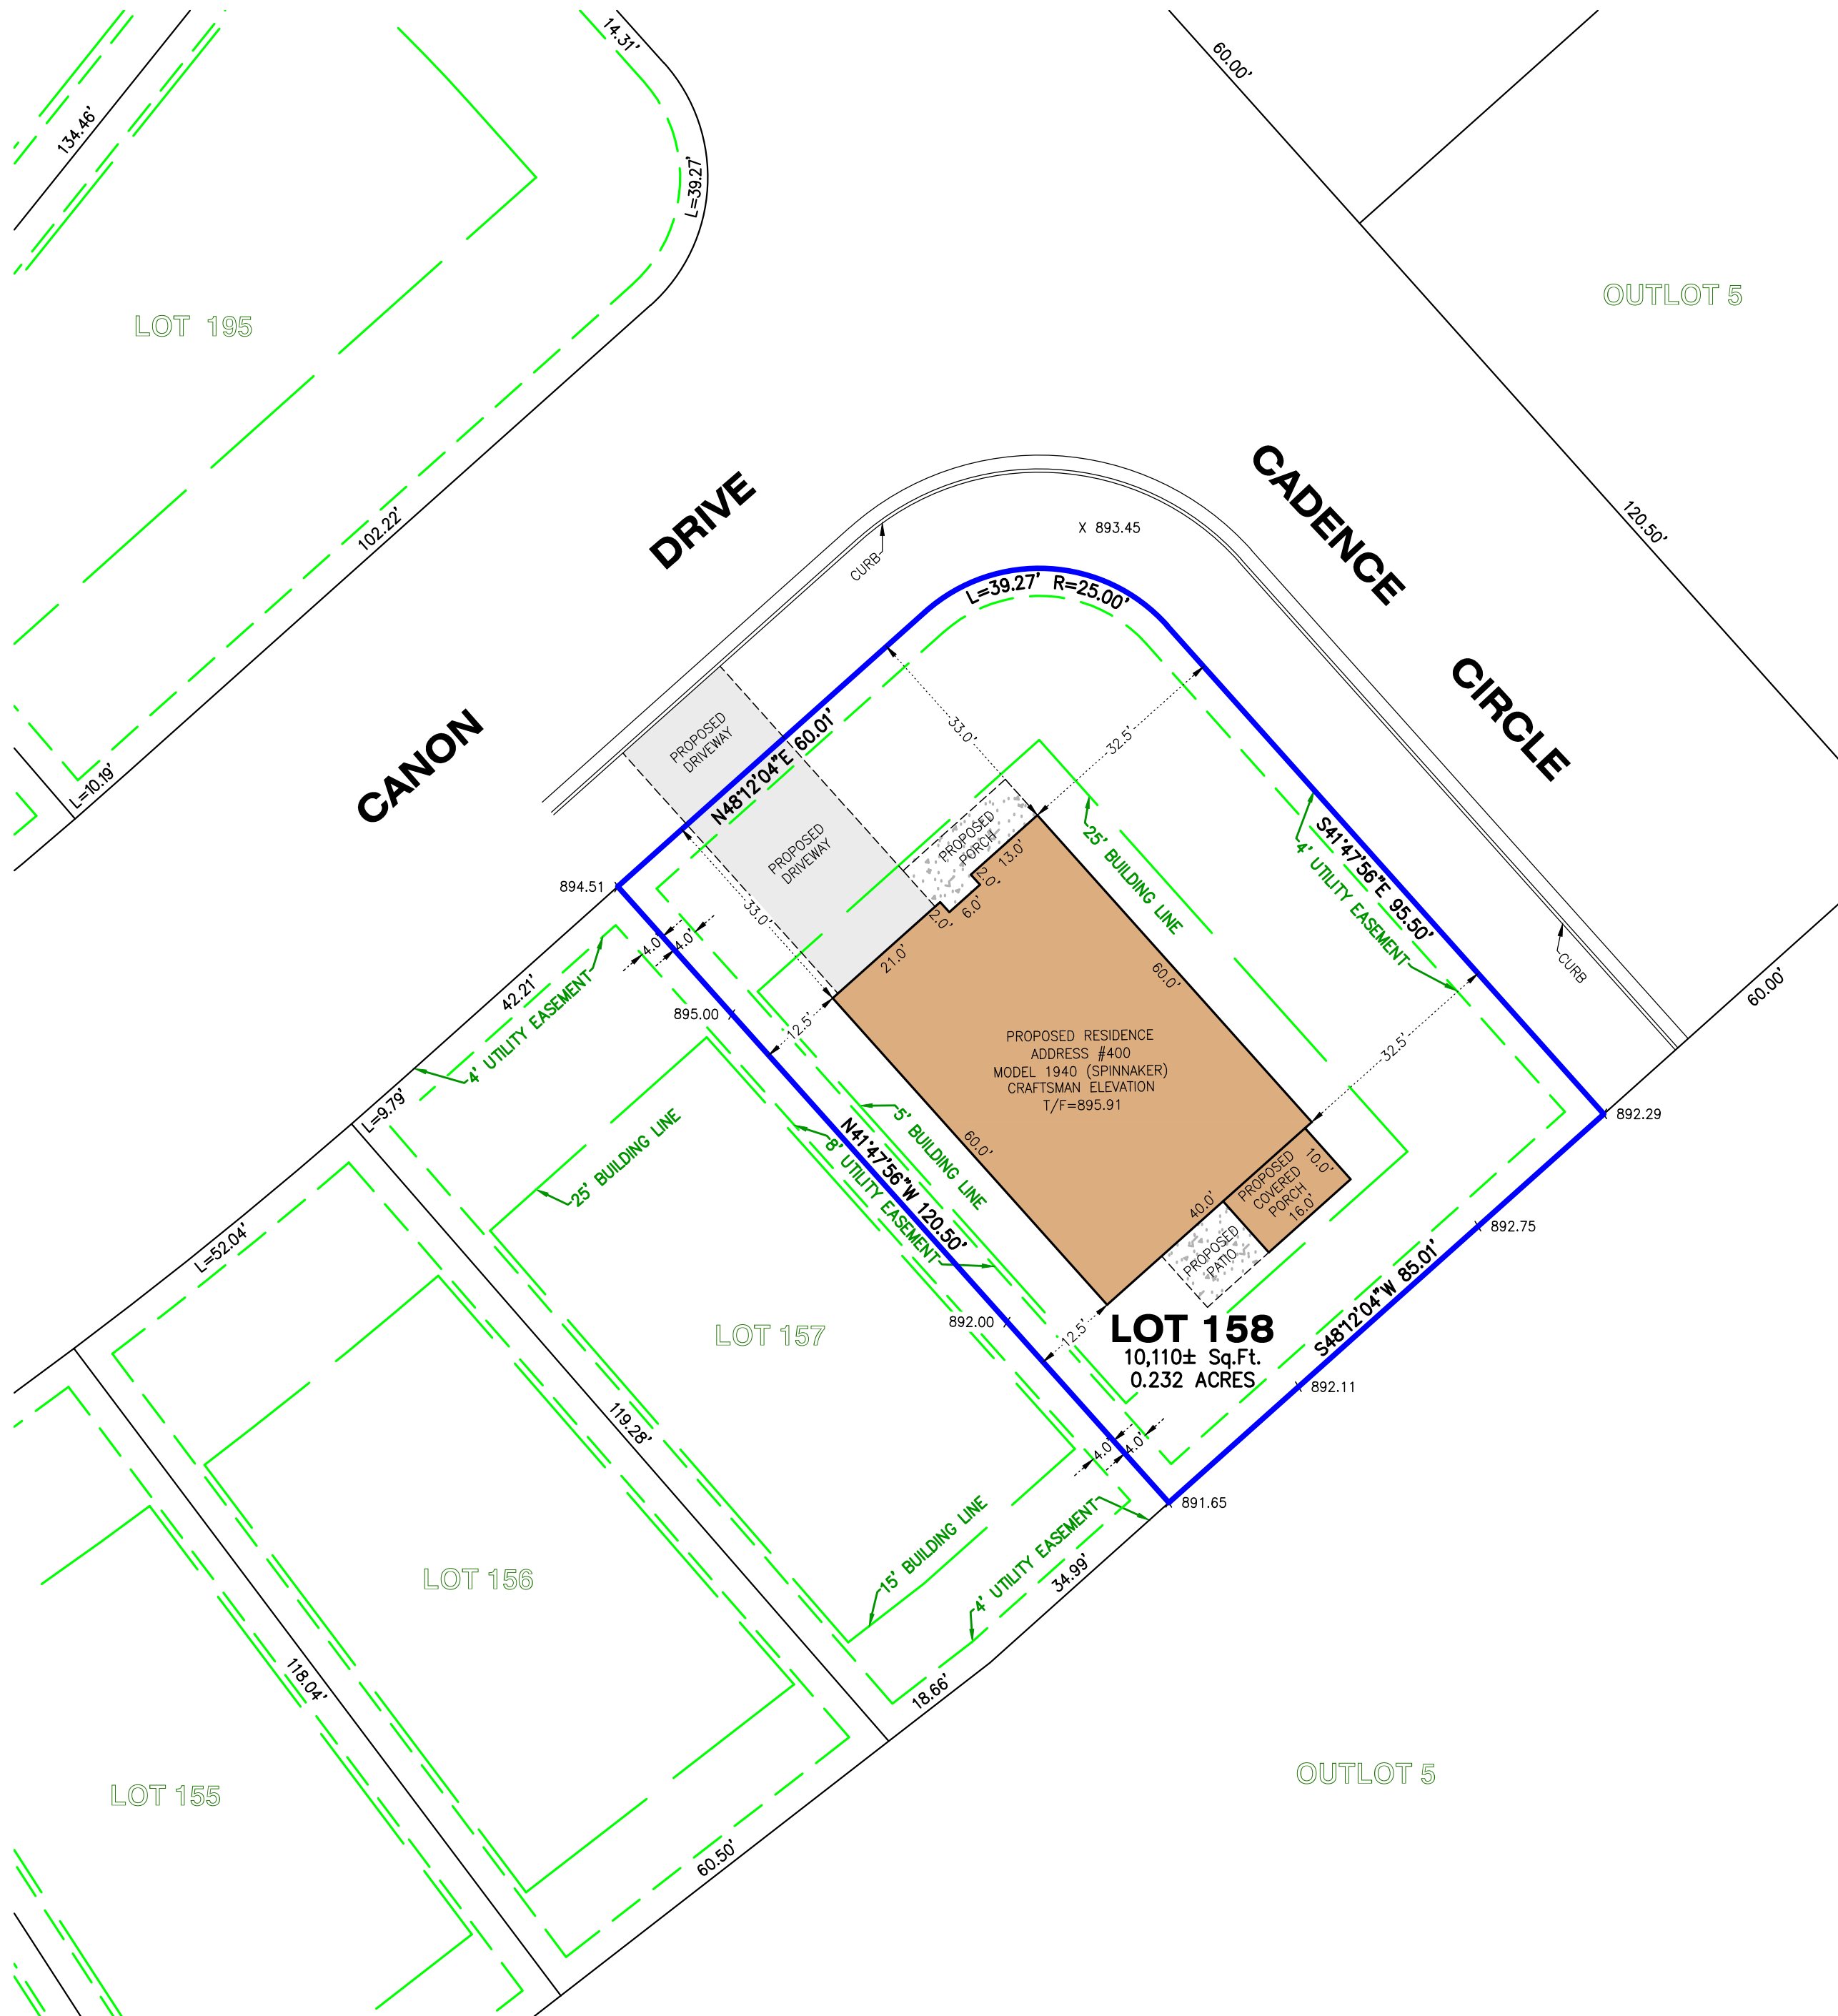 14.31'
60.00'
134.46'
L=39.27'
LOT 195
OUTLOT 5
102.22'
DRIVE
CADENCE
120.50'
X 893.45
CURB
L=39.27' R=25.00'
CANON
CIRCLE
PROPOSED
DRIVEWAY
N48°12'04"E 60.01'
33.0'
32.5'
L=10.19'
PROPOSED
DRIVEWAY
PROPOSED
PORCH
13.0'
2.0'
6.0'
2.0'
25' BUILDING LINE
S41°47'56"E 95.50'
4' UTILITY EASEMENT
894.51
33.0'
4.0'
4.0'
21.0'
60.0'
CURB
60.00'
42.21'
4' UTILITY EASEMENT
895.00 X
12.5'
PROPOSED RESIDENCE
ADDRESS #400
MODEL 1940 (SPINNAKER)
CRAFTSMAN ELEVATION
T/F=895.91
32.5'
L=9.79'
25' BUILDING LINE
5' BUILDING LINE
N41°47'56"W 120.50'
8' UTILITY EASEMENT
60.0'
X 892.29
40.0'
PROPOSED
COVERED
PORCH
10.0'
16.0'
PROPOSED
PATIO
X 892.75
L=52.04'
LOT 157
892.00 X
12.5'
LOT 158
10,110± Sq.Ft.
0.232 ACRES
S48°12'04"W 85.01'
X 892.11
119.28'
4.0'
4.0'
X 891.65
15' BUILDING LINE
4' UTILITY EASEMENT
34.99'
LOT 156
118.04'
18.66'
LOT 155
OUTLOT 5
60.50'